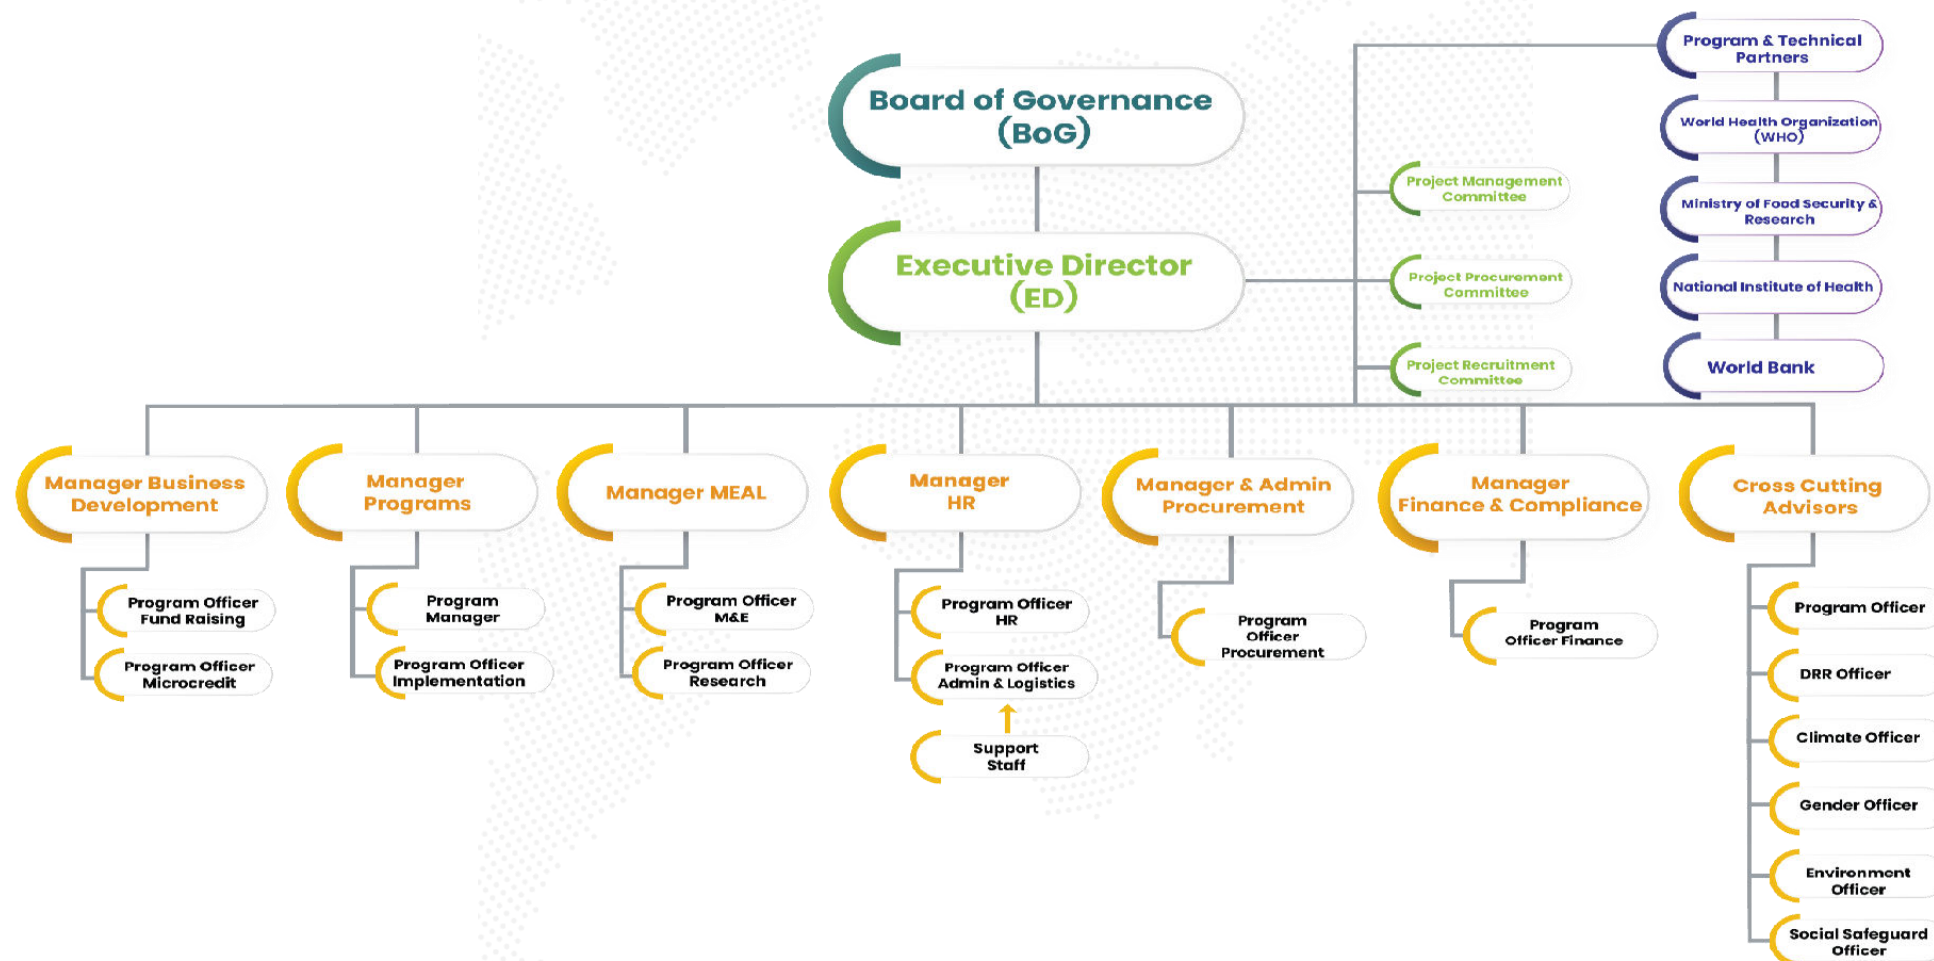 Board of Governance
(BoG)
Executive Director
(ED)
Program & Technical
Partners
World Health Organization
(WHO)
Ministry of Food Security &
Research
National Institute of Health
World Bank
Project Management
Committee
Project Procurement
Committee
Project Recruitment
Committee
Manager Business
Development
Program Officer
Fund Raising
Program Officer
Microcredit
Manager
Programs
Program
Manager
Program Officer
Implementation
Manager MEAL
Program Officer
M&E
Program Officer
Research
Manager
HR
Program Officer
HR
Program Officer
Admin & Logistics
Support
Staff
Manager & Admin
Procurement
Program
Officer
Procurement
Manager
Finance & Compliance
Program
Officer Finance
Cross Cutting
Advisors
Program Officer
DRR Officer
Climate Officer
Gender Officer
Environment
Officer
Social Safeguard
Officer